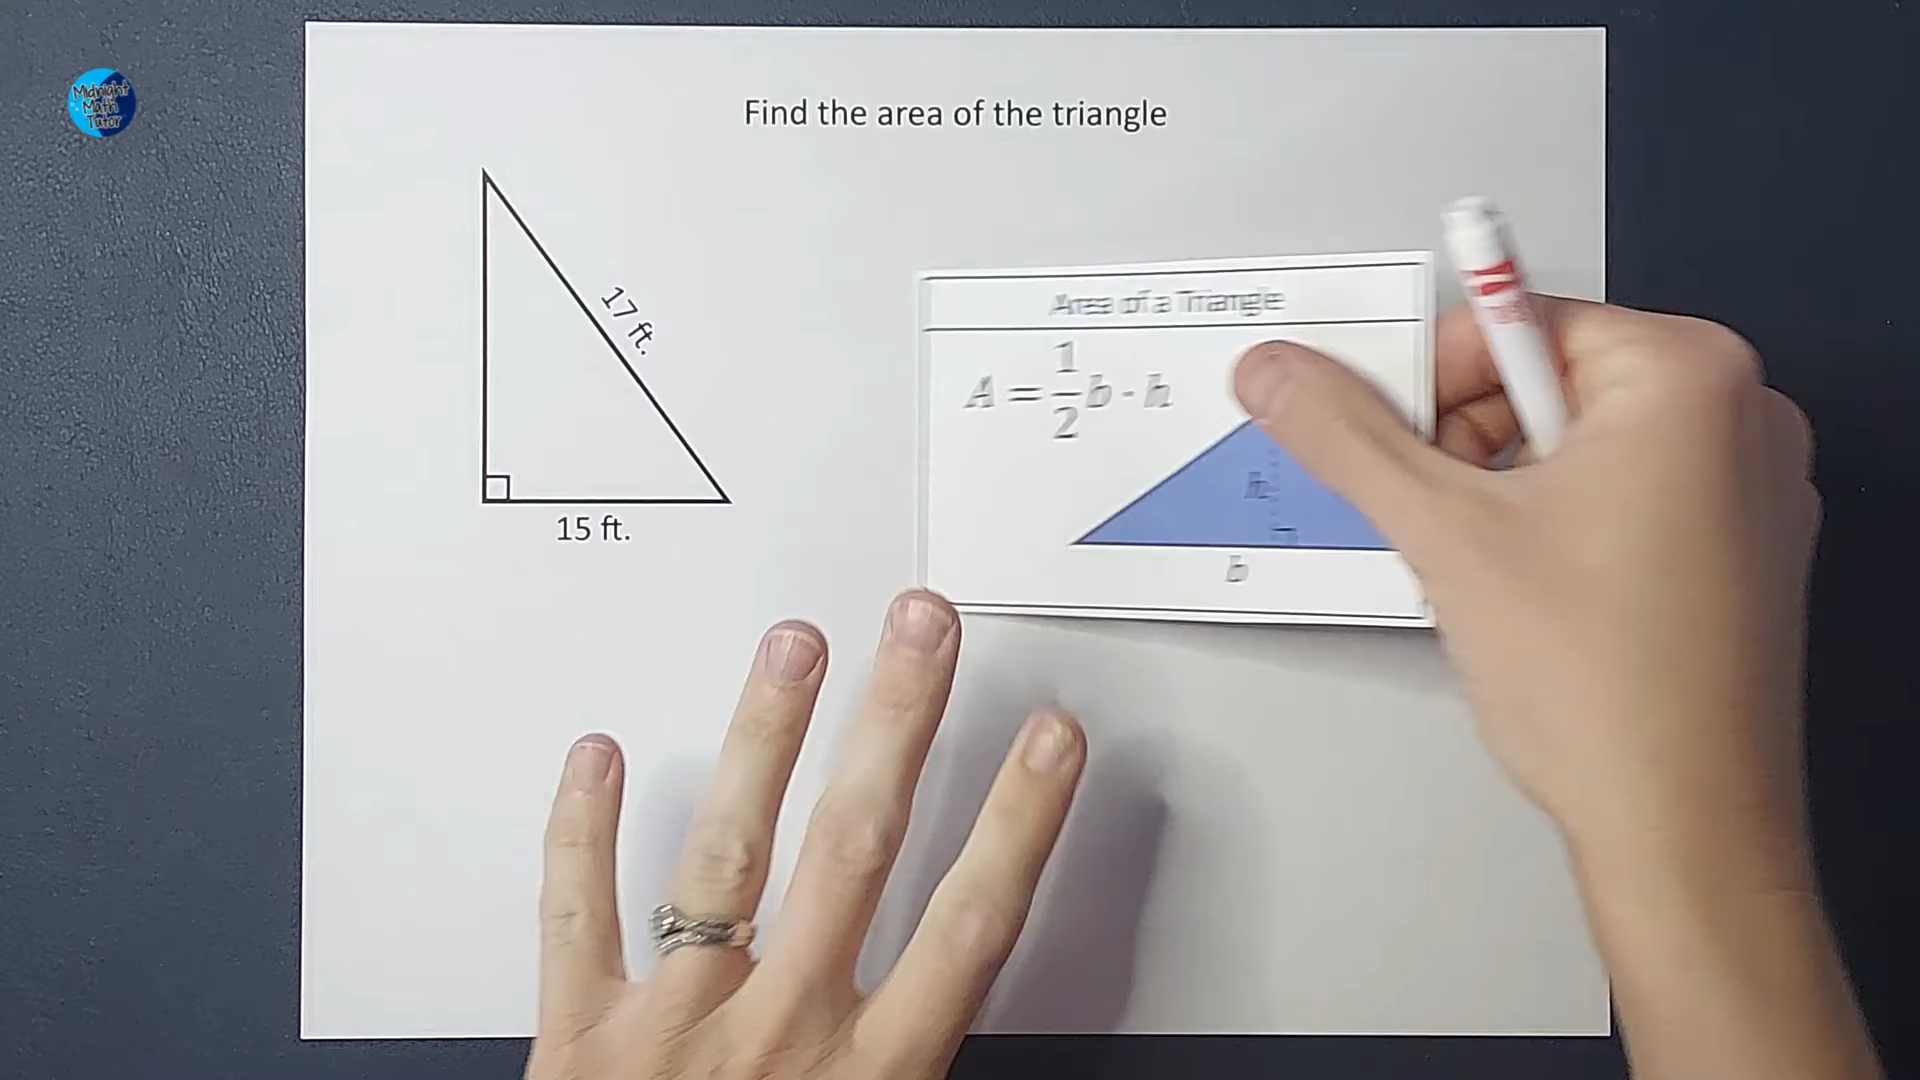 Midnight
Math
Tutor
Find the area of the triangle
17 ft.
15 ft.
Area of a Triangle
A = 1/2 b · h
h
b